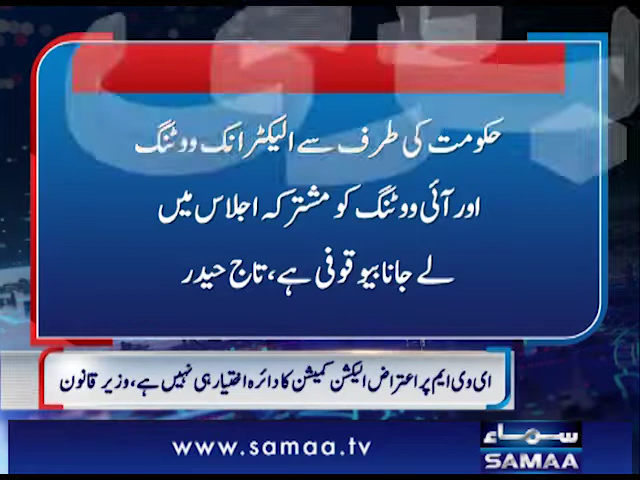 حکومت کی طرف سے الیکٹرانک ووٹنگ
اور آئی ووٹنگ کو مشترکہ اجلاس میں
لے جانا بیوقوفی ہے، تاج حیدر
ای وی ایم پر اعتراض الیکشن کمیشن کا دائرہ اختیار ہی نہیں ہے، وزیر قانون
www.samaa.tv
سماء
SAMAA